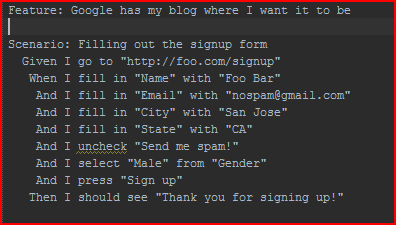 Feature: Google has my blog where I want it to be
Scenario: Filling out the signup form
Given I go to "http://foo.com/signup"
When I fill in "Name" with "Foo Bar"
And I fill in "Email" with "nospam@gmail.com"
And I fill in "City" with "San Jose"
And I fill in "State" with "CA"
And I uncheck "Send me spam!"
And I select "Male" from "Gender"
And I press "Sign up"
Then I should see "Thank you for signing up!"